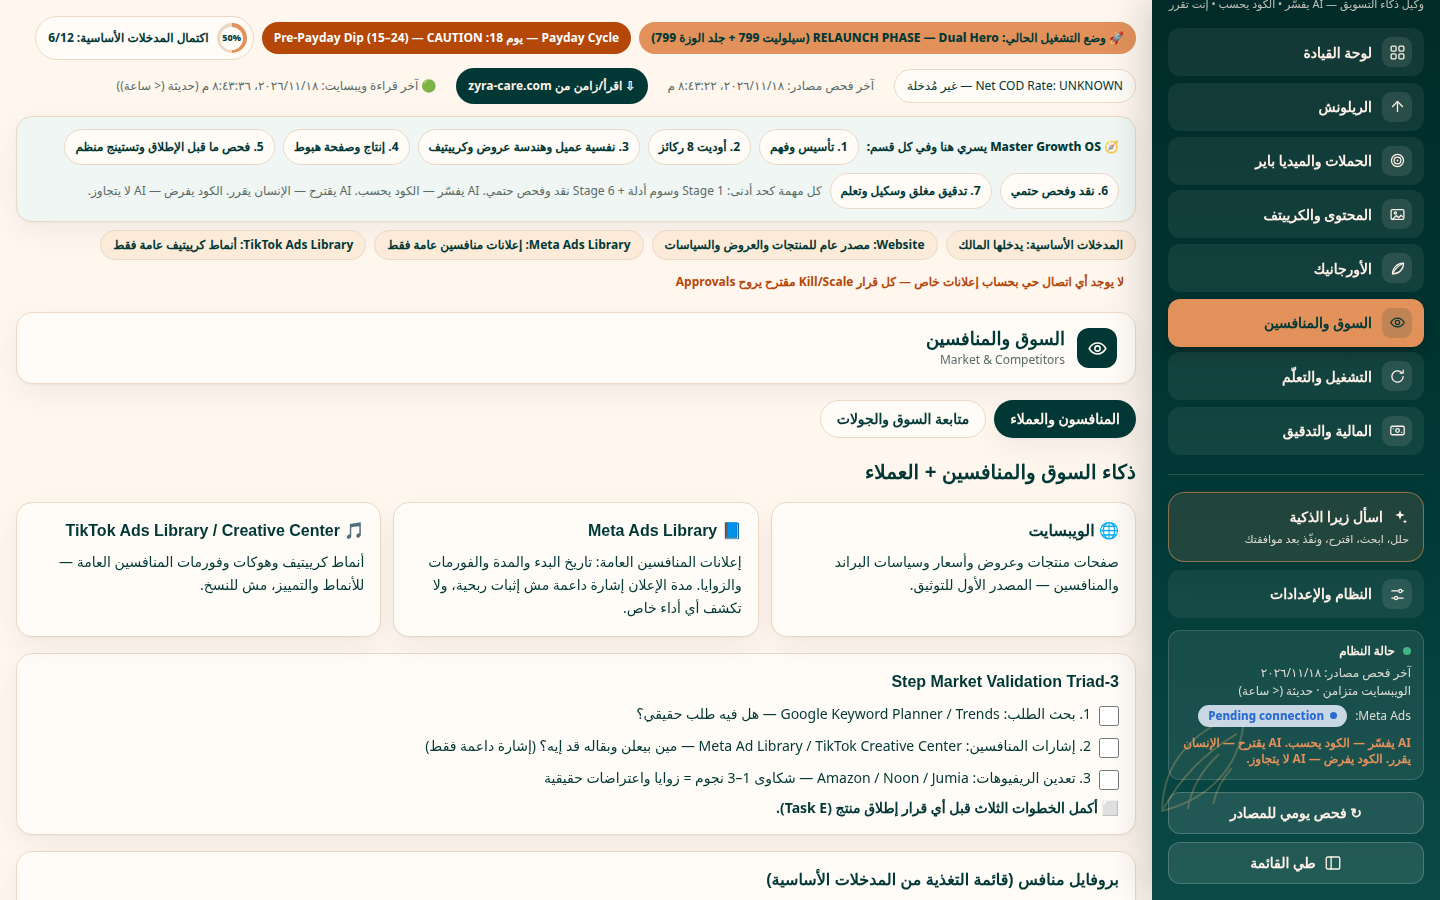 وكيل ذكاء التسويق — AI يفسّر • الكود يحسب • إنت تقرر
لوحة القيادة
الريلونش
الحملات والميديا باير
المحتوى والكرييتف
الأورجانيك
السوق والمنافسين
التشغيل والتعلّم
المالية والتدقيق
اسأل زيرا الذكية
حلل، ابحث، اقترح، ونفّذ بعد موافقتك
النظام والإعدادات
حالة النظام
آخر فحص مصادر: ٢٠٢٦/١١/١٨
الويبسايت متزامن · حديثة (< ساعة)
Meta Ads: Pending connection
AI يفسّر — الكود يحسب. AI يقترح — الإنسان
يقرر. الكود يفرض — AI لا يتجاوز.
↻ فحص يومي للمصادر
طي القائمة
🚀 وضع التشغيل الحالي: RELAUNCH PHASE — Dual Hero (سيلوليت 799 + جلد الوزة 799)
Payday Cycle — يوم 18: Pre-Payday Dip (15–24) — CAUTION
اكتمال المدخلات الأساسية: 6/12
50%
Net COD Rate: UNKNOWN — غير مُدخلة
آخر فحص مصادر: ٢٠٢٦/١١/١٨، ٨:٤٣:٢٢ م
⇩ اقرأ/زامن من zyra-care.com
🟢 آخر قراءة ويبسايت: ٢٠٢٦/١١/١٨، ٨:٤٣:٣٦ م (حديثة (< ساعة))
🧭 Master Growth OS يسري هنا وفي كل قسم:
1. تأسيس وفهم
2. أوديت 8 ركائز
3. نفسية عميل وهندسة عروض وكرييتيف
4. إنتاج وصفحة هبوط
5. فحص ما قبل الإطلاق وتستينج منظم
6. نقد وفحص حتمي
7. تدقيق مغلق وسكيل وتعلم
كل مهمة كحد أدنى: Stage 1 وسوم أدلة + Stage 6 نقد وفحص حتمي. AI يفسّر — الكود يحسب. AI يقترح — الإنسان يقرر. الكود يفرض — AI لا يتجاوز.
المدخلات الأساسية: يدخلها المالك
Website: مصدر عام للمنتجات والعروض والسياسات
Meta Ads Library: إعلانات منافسين عامة فقط
TikTok Ads Library: أنماط كرييتيف عامة فقط
لا يوجد أي اتصال حي بحساب إعلانات خاص — كل قرار Kill/Scale مقترح يروح Approvals
السوق والمنافسين
Market & Competitors
المنافسون والعملاء
متابعة السوق والجولات
ذكاء السوق والمنافسين + العملاء
🌐 الويبسايت
صفحات منتجات وعروض وأسعار وسياسات البراند
والمنافسين — المصدر الأول للتوثيق.
📘 Meta Ads Library
إعلانات المنافسين العامة: تاريخ البدء والمدة والفورمات
والزوايا. مدة الإعلان إشارة داعمة مش إثبات ربحية، ولا
تكشف أي أداء خاص.
🎵 TikTok Ads Library / Creative Center
أنماط كرييتيف وهوكات وفورمات المنافسين العامة —
للأنماط والتمييز، مش للنسخ.
3-Step Market Validation Triad
1. بحث الطلب: Google Keyword Planner / Trends — هل فيه طلب حقيقي؟
2. إشارات المنافسين: Meta Ad Library / TikTok Creative Center — مين بيعلن وبقاله قد إيه؟ (إشارة داعمة فقط)
3. تعدين الريفيوهات: Amazon / Noon / Jumia — شكاوى 1–3 نجوم = زوايا واعتراضات حقيقية
⬜ أكمل الخطوات الثلاث قبل أي قرار إطلاق منتج (Task E).
بروفايل منافس (قائمة التغذية من المدخلات الأساسية)